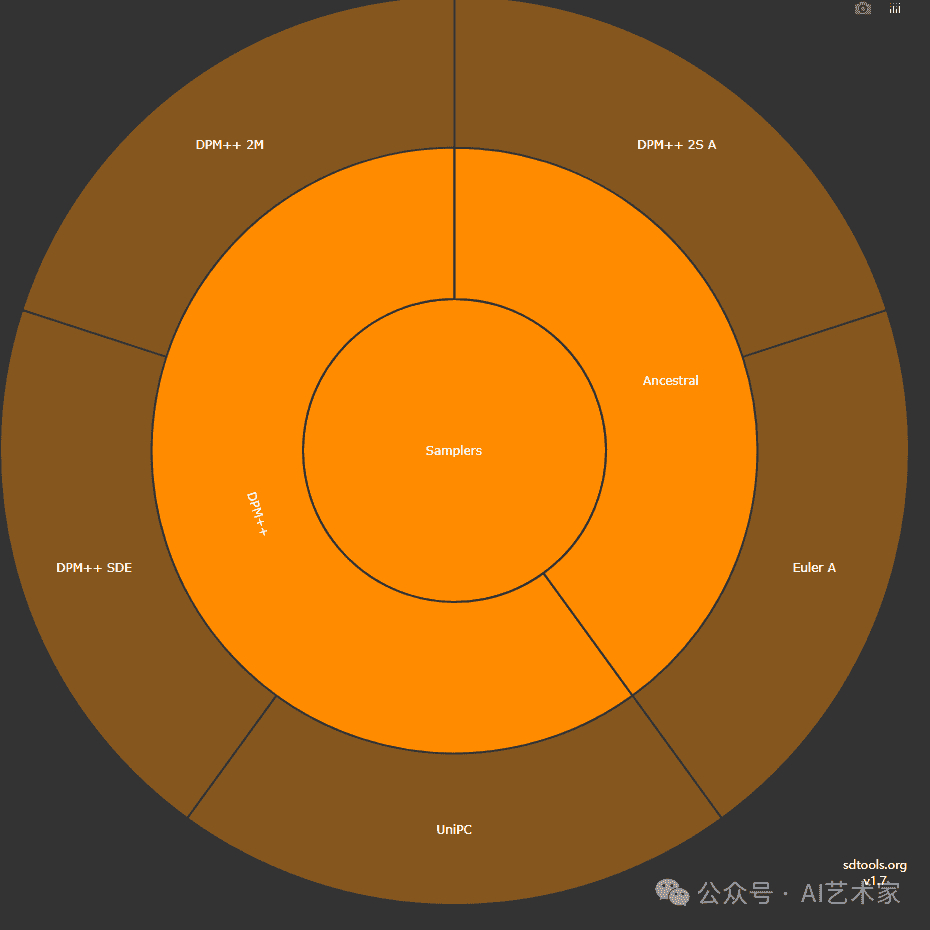 DPM++ 2M
DPM++ 2S A
Ancestral
Samplers
DPM++
DPM++ SDE
Euler A
UniPC
sdtools.org
v1.7
公众号 · AI艺术家